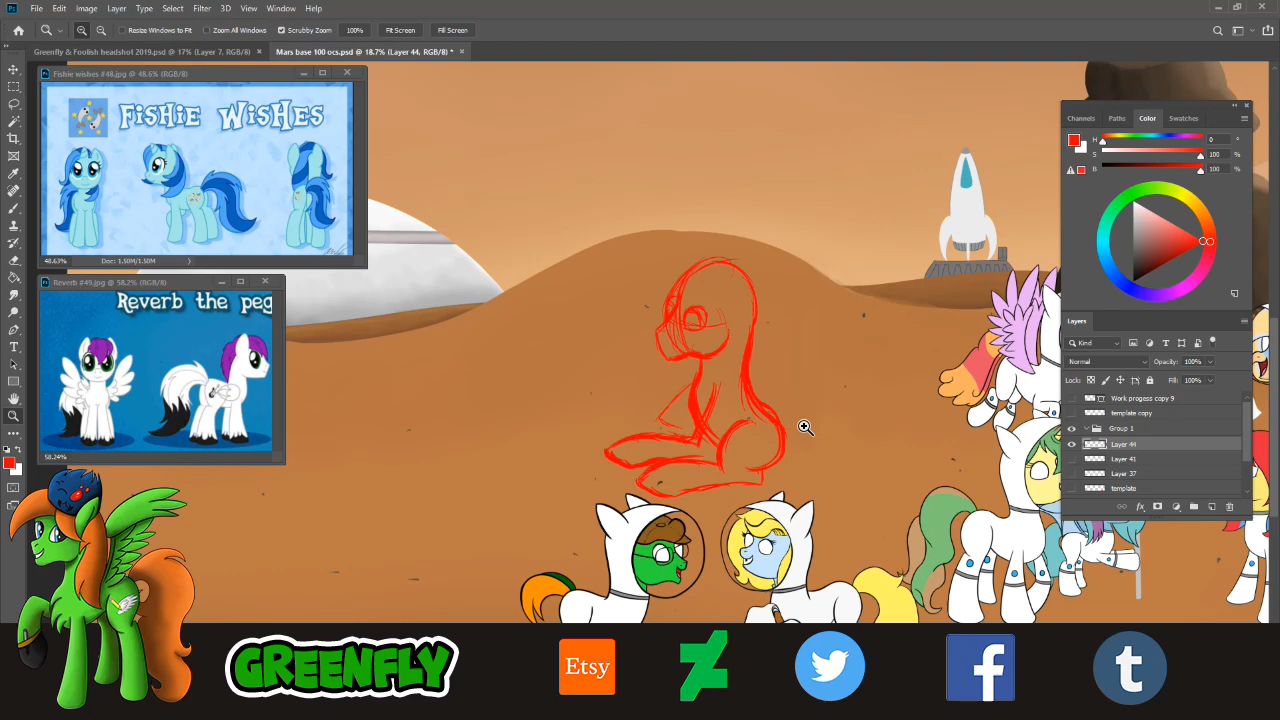 Ps File Edit Image Layer Type Select Filter 3D View Window Help
Resize Windows to Fit Zoom All Windows Scrubby Zoom 100% Fit Screen Fill Screen
Greenfly & Foolish headshot 2019.psd @ 17% (Layer 7, RGB/8) × Mars base 100 ocs.psd @ 18.7% (Layer 44, RGB/8) * ×
Fishie wishes #48.jpg @ 48.6% (RGB/8)
FiSHiE WiSHES
48.63% Doc: 1.50M/1.50M
Reverb #49.jpg @ 58.2% (RGB/8)
Reverb the peg
58.24%
Channels Paths Color Swatches
H 0 °
S 100 %
B 100 %
Layers
Kind
Normal Opacity: 100%
Locks: Fill: 100%
Work progess copy 9
template copy
Group 1
Layer 44
Layer 41
Layer 37
template
GREENFLY
Etsy
f
t